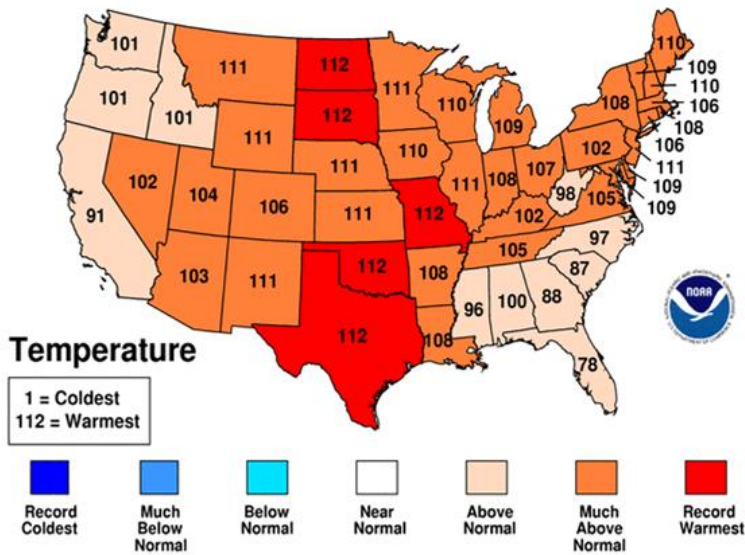 101
110
111
112
109
111
110
101
110
101
112
109
108
106
111
110
108
102
106
111
111
108
107
111
102
104
98
105
109
106
111
112
102
109
91
105
97
103
111
112
108
87
96
100
88
NOAA
112
108
78
Temperature
1 = Coldest
112 = Warmest
Record
Coldest
Much
Below
Normal
Below
Normal
Near
Normal
Above
Normal
Much
Above
Normal
Record
Warmest